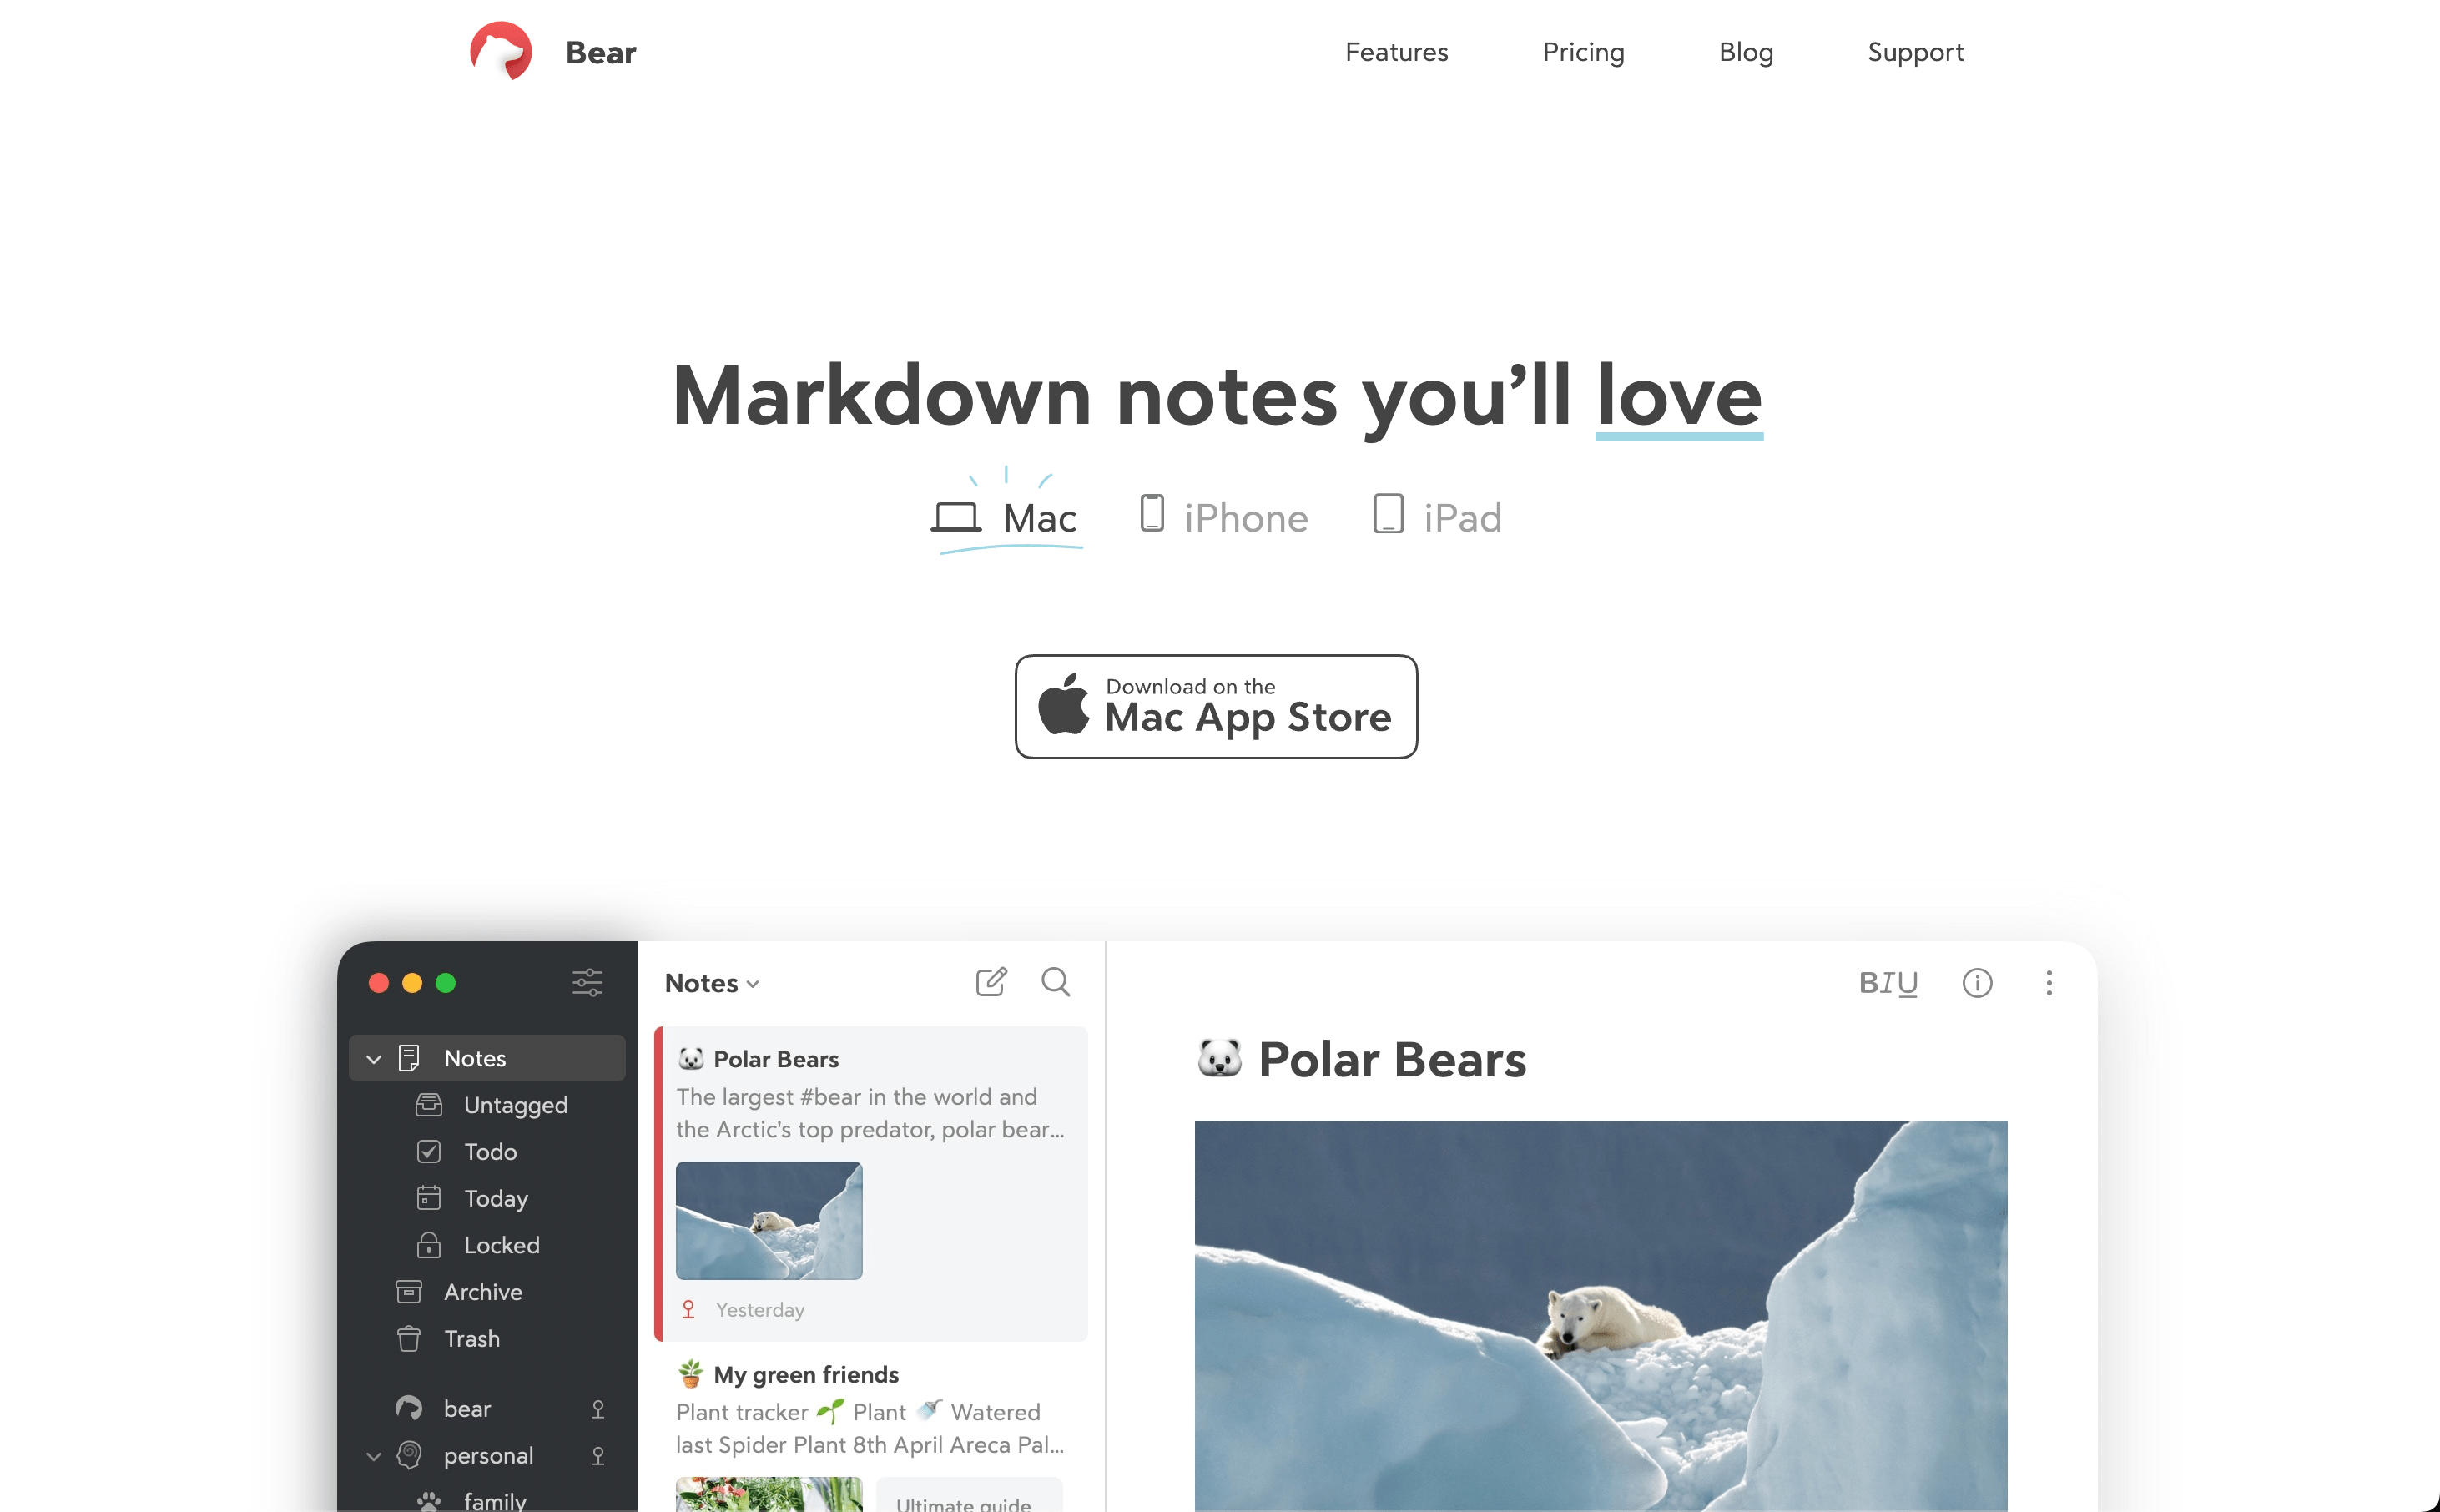 Bear
Features
Pricing
Blog
Support
Markdown notes you’ll love
Mac
iPhone
iPad
Download on the
Mac App Store
Notes
Untagged
Todo
Today
Locked
Archive
Trash
bear
personal
family
Notes
🐻‍❄️ Polar Bears
The largest #bear in the world and
the Arctic's top predator, polar bear...
Yesterday
🪴 My green friends
Plant tracker 🌱 Plant 🚿 Watered
last Spider Plant 8th April Areca Pal...
Ultimate guide
BIU
🐻‍❄️ Polar Bears